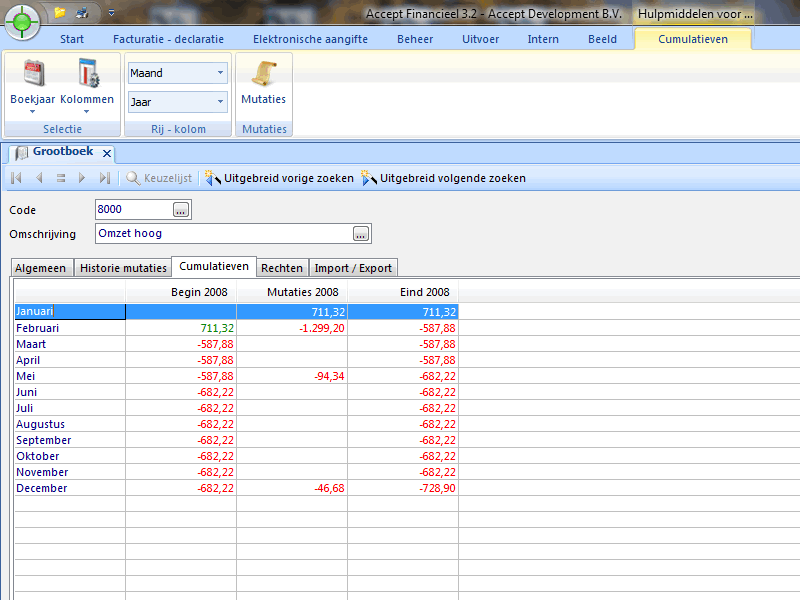 Accept Financieel 3.2 - Accept Development B.V. Hulpmiddelen voor ...
Start Facturatie - declaratie Elektronische aangifte Beheer Uitvoer Intern Beeld Cumulatieven
Maand
Boekjaar Kolommen Jaar Mutaties
Selectie Rij - kolom Mutaties
Grootboek
Keuzelijst Uitgebreid vorige zoeken Uitgebreid volgende zoeken
Code 8000 ...
Omschrijving Omzet hoog ...
Algemeen Historie mutaties Cumulatieven Rechten Import / Export
Begin 2008 Mutaties 2008 Eind 2008
Januari 711,32 711,32
Februari 711,32 -1.299,20 -587,88
Maart -587,88 -587,88
April -587,88 -587,88
Mei -587,88 -94,34 -682,22
Juni -682,22 -682,22
Juli -682,22 -682,22
Augustus -682,22 -682,22
September -682,22 -682,22
Oktober -682,22 -682,22
November -682,22 -682,22
December -682,22 -46,68 -728,90